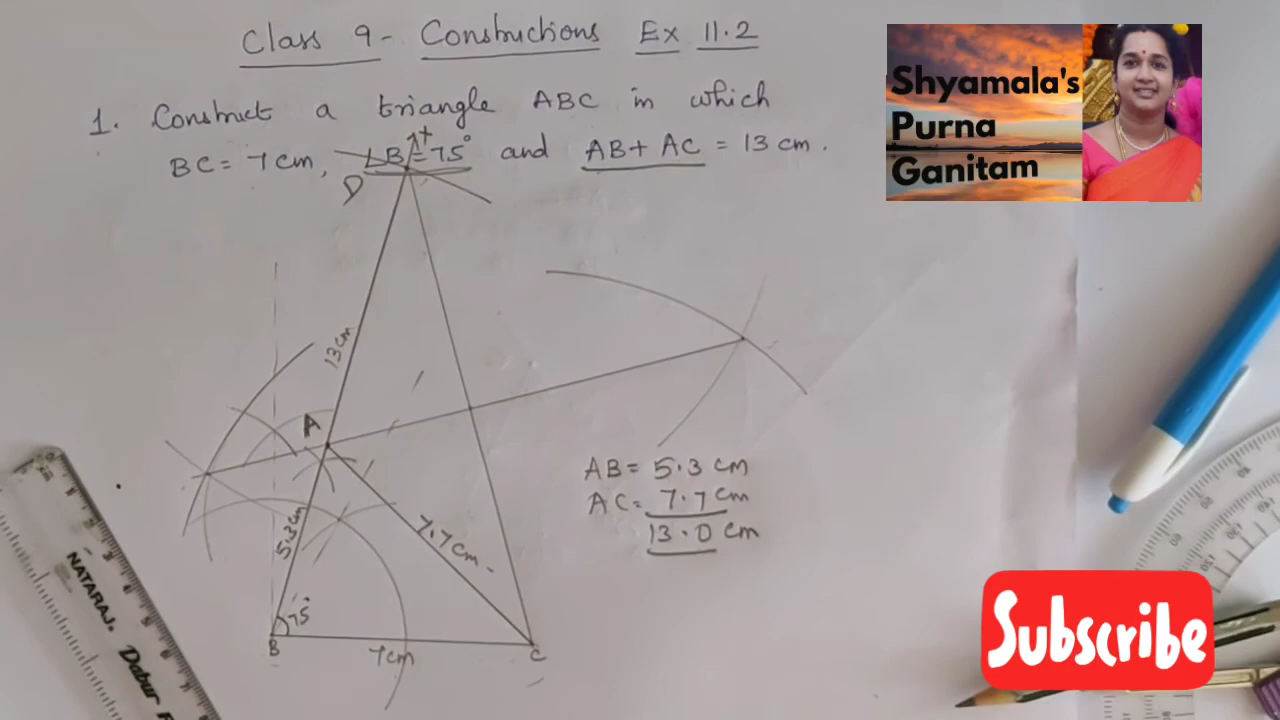 Class 9- Constructions Ex 11.2
1. Construct a triangle ABC in which
BC = 7 cm, ∠B = 75° and AB + AC = 13 cm.
Shyamala's
Purna
Ganitam
D
13 cm
A
AB = 5.3 cm
AC = 7.7 cm
13.0 cm
5.3 cm
7.7 cm
75°
B
7 cm
C
NATARAJ.
Dabur
Subscribe